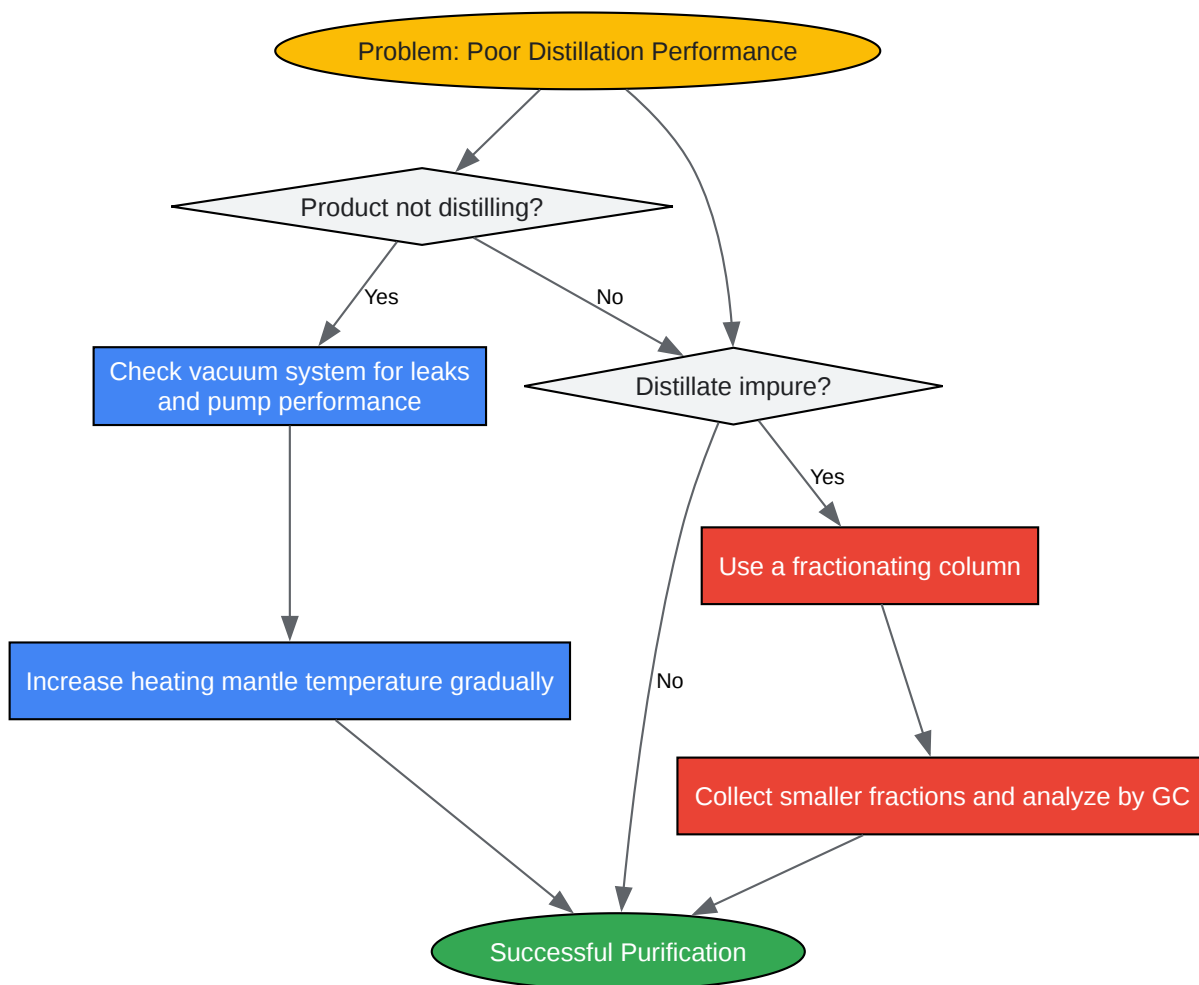 Problem: Poor Distillation Performance
Product not distilling?
Yes
No
Check vacuum system for leaks
and pump performance
Distillate impure?
Yes
Use a fractionating column
Increase heating mantle temperature gradually
No
Collect smaller fractions and analyze by GC
Successful Purification